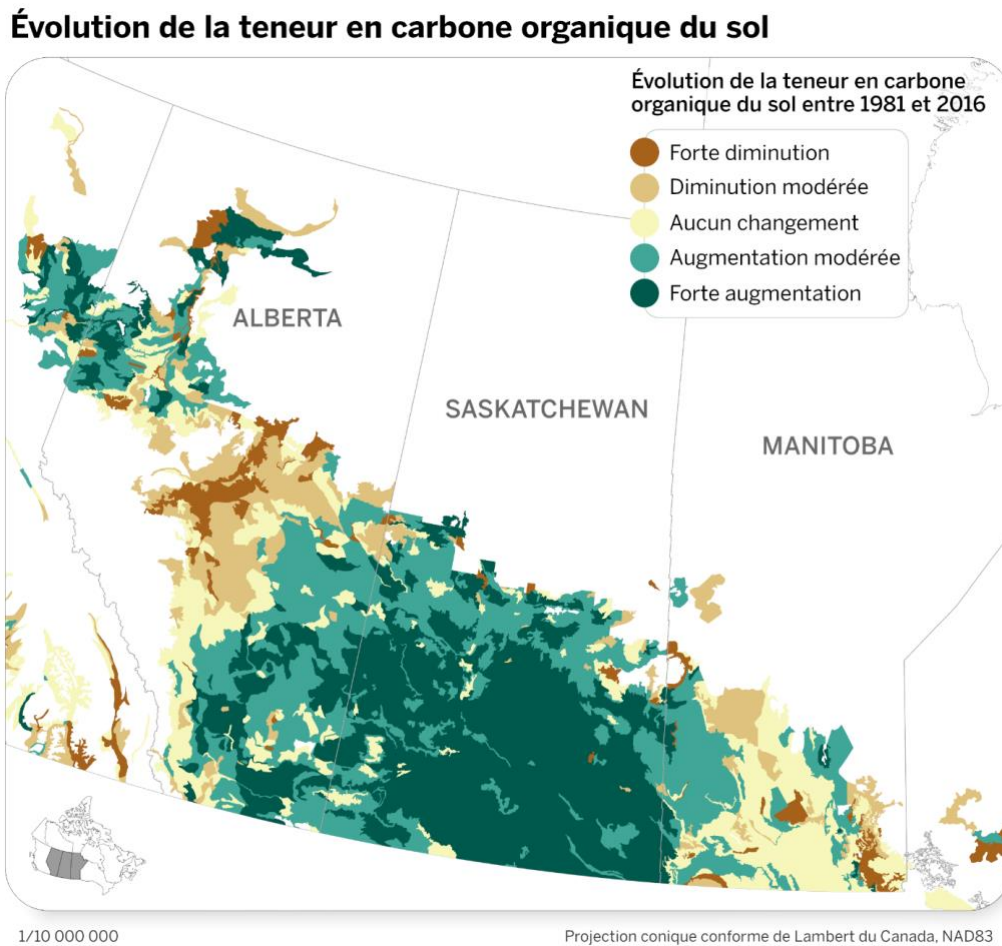 Évolution de la teneur en carbone organique du sol
Évolution de la teneur en carbone
organique du sol entre 1981 et 2016
Forte diminution
Diminution modérée
Aucun changement
Augmentation modérée
Forte augmentation
ALBERTA
SASKATCHEWAN
MANITOBA
1/10 000 000
Projection conique conforme de Lambert du Canada, NAD83